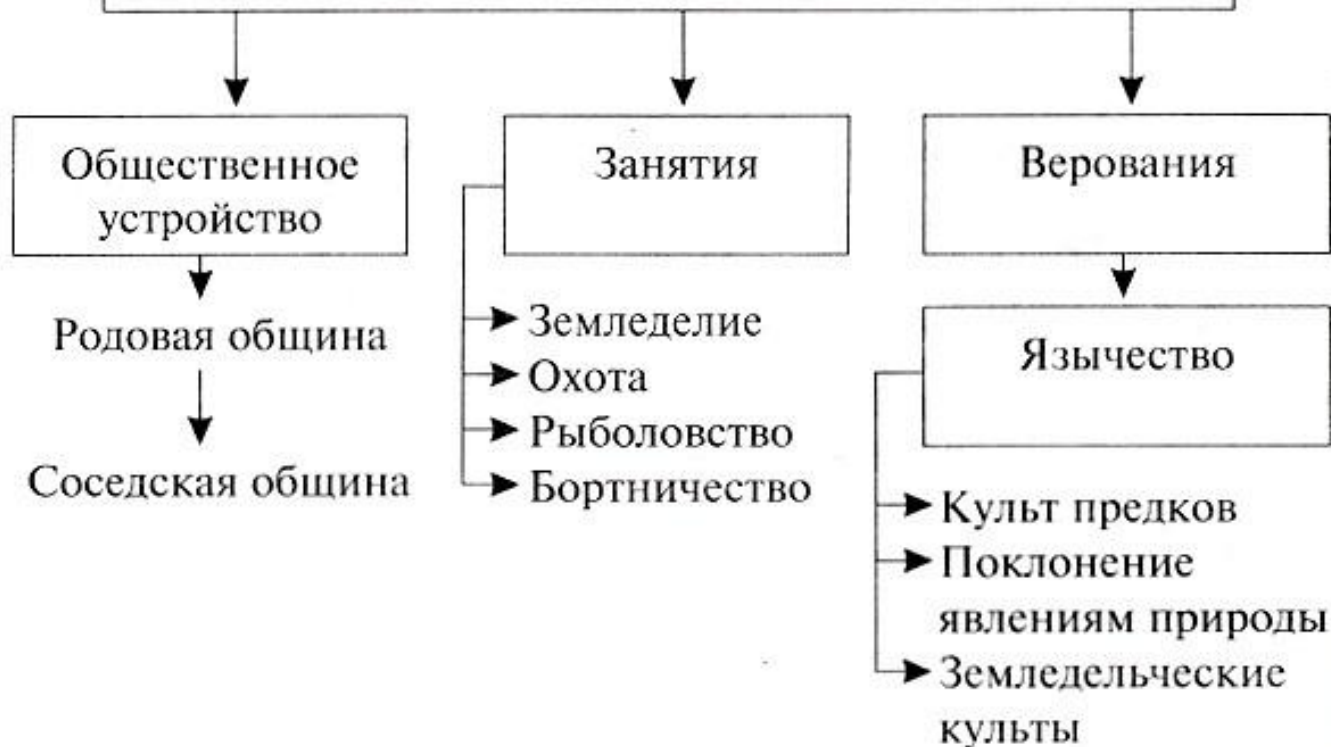 Общественное
устройство
Родовая община
Соседская община
Занятия
Земледелие
Охота
Рыболовство
Бортничество
Верования
Язычество
Культ предков
Поклонение
явлениям природы
Земледельческие
культы